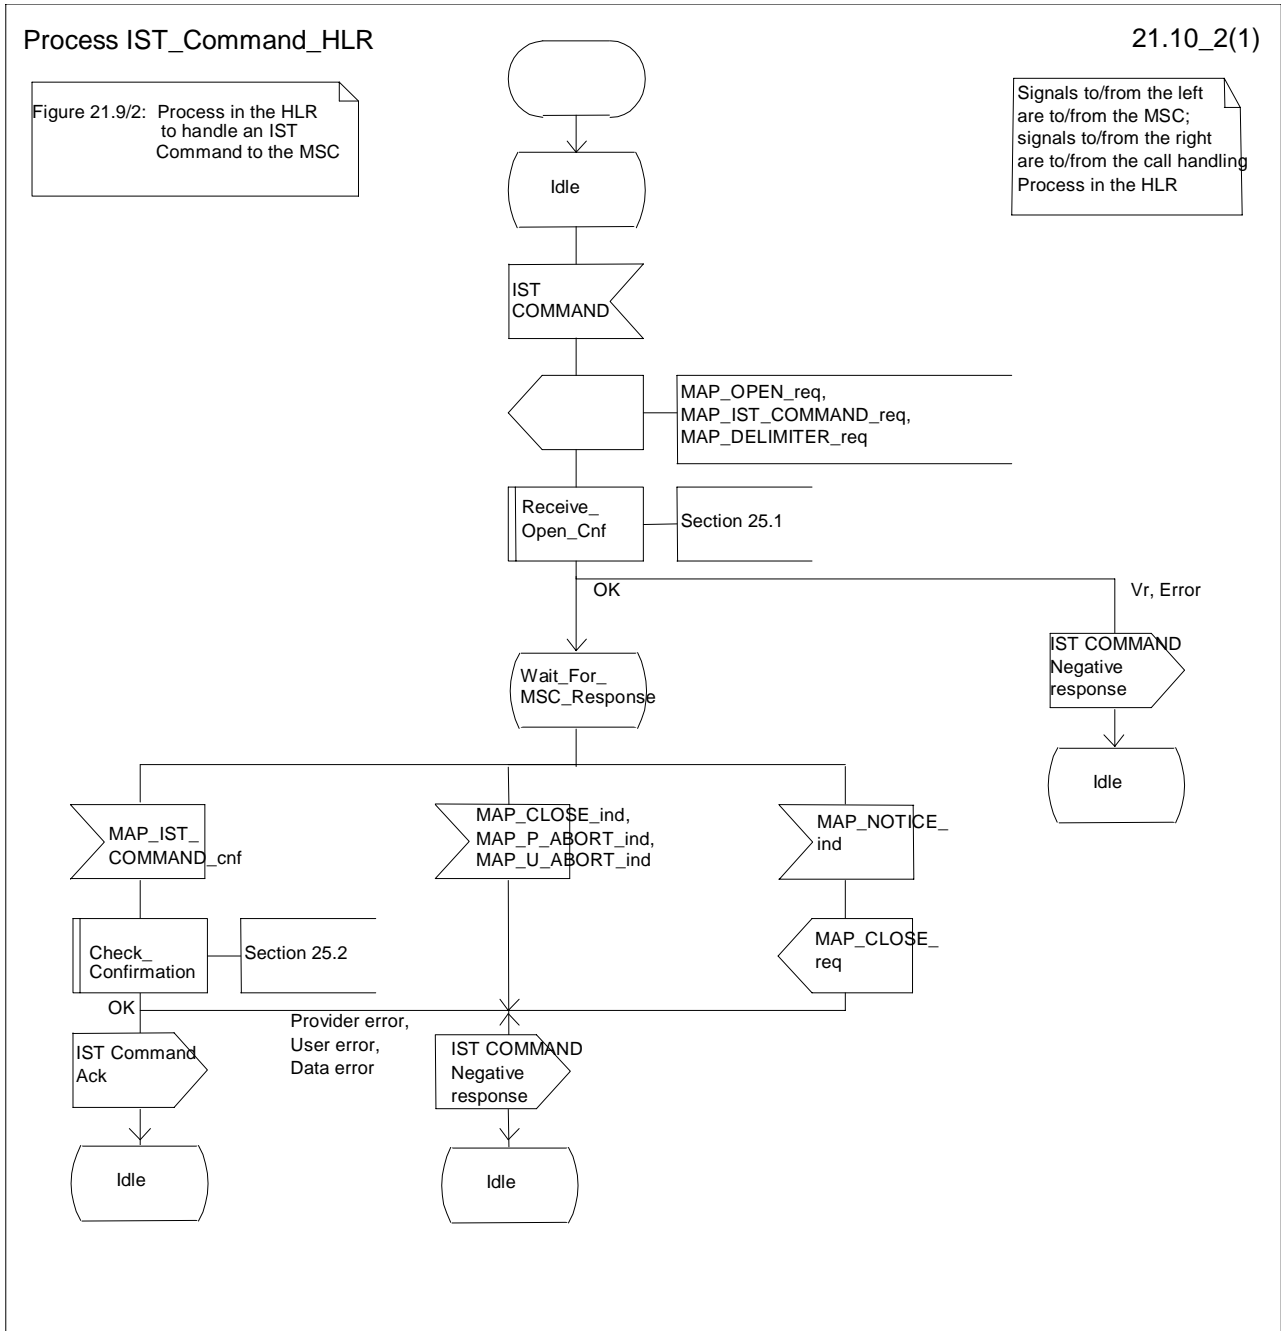 Process IST_Command_HLR
21.10_2(1)
Figure 21.9/2: Process in the HLR
to handle an IST
Command to the MSC
Signals to/from the left
are to/from the MSC;
signals to/from the right
are to/from the call handling
Process in the HLR
Idle
IST
COMMAND
MAP_OPEN_req,
MAP_IST_COMMAND_req,
MAP_DELIMITER_req
Receive_
Open_Cnf
Section 25.1
OK
Vr, Error
IST COMMAND
Negative
response
Wait_For_
MSC_Response
Idle
MAP_IST_
COMMAND_cnf
MAP_CLOSE_ind,
MAP_P_ABORT_ind,
MAP_U_ABORT_ind
MAP_NOTICE_
ind
Check_
Confirmation
Section 25.2
MAP_CLOSE_
req
OK
Provider error,
User error,
Data error
IST Command
Ack
IST COMMAND
Negative
response
Idle
Idle